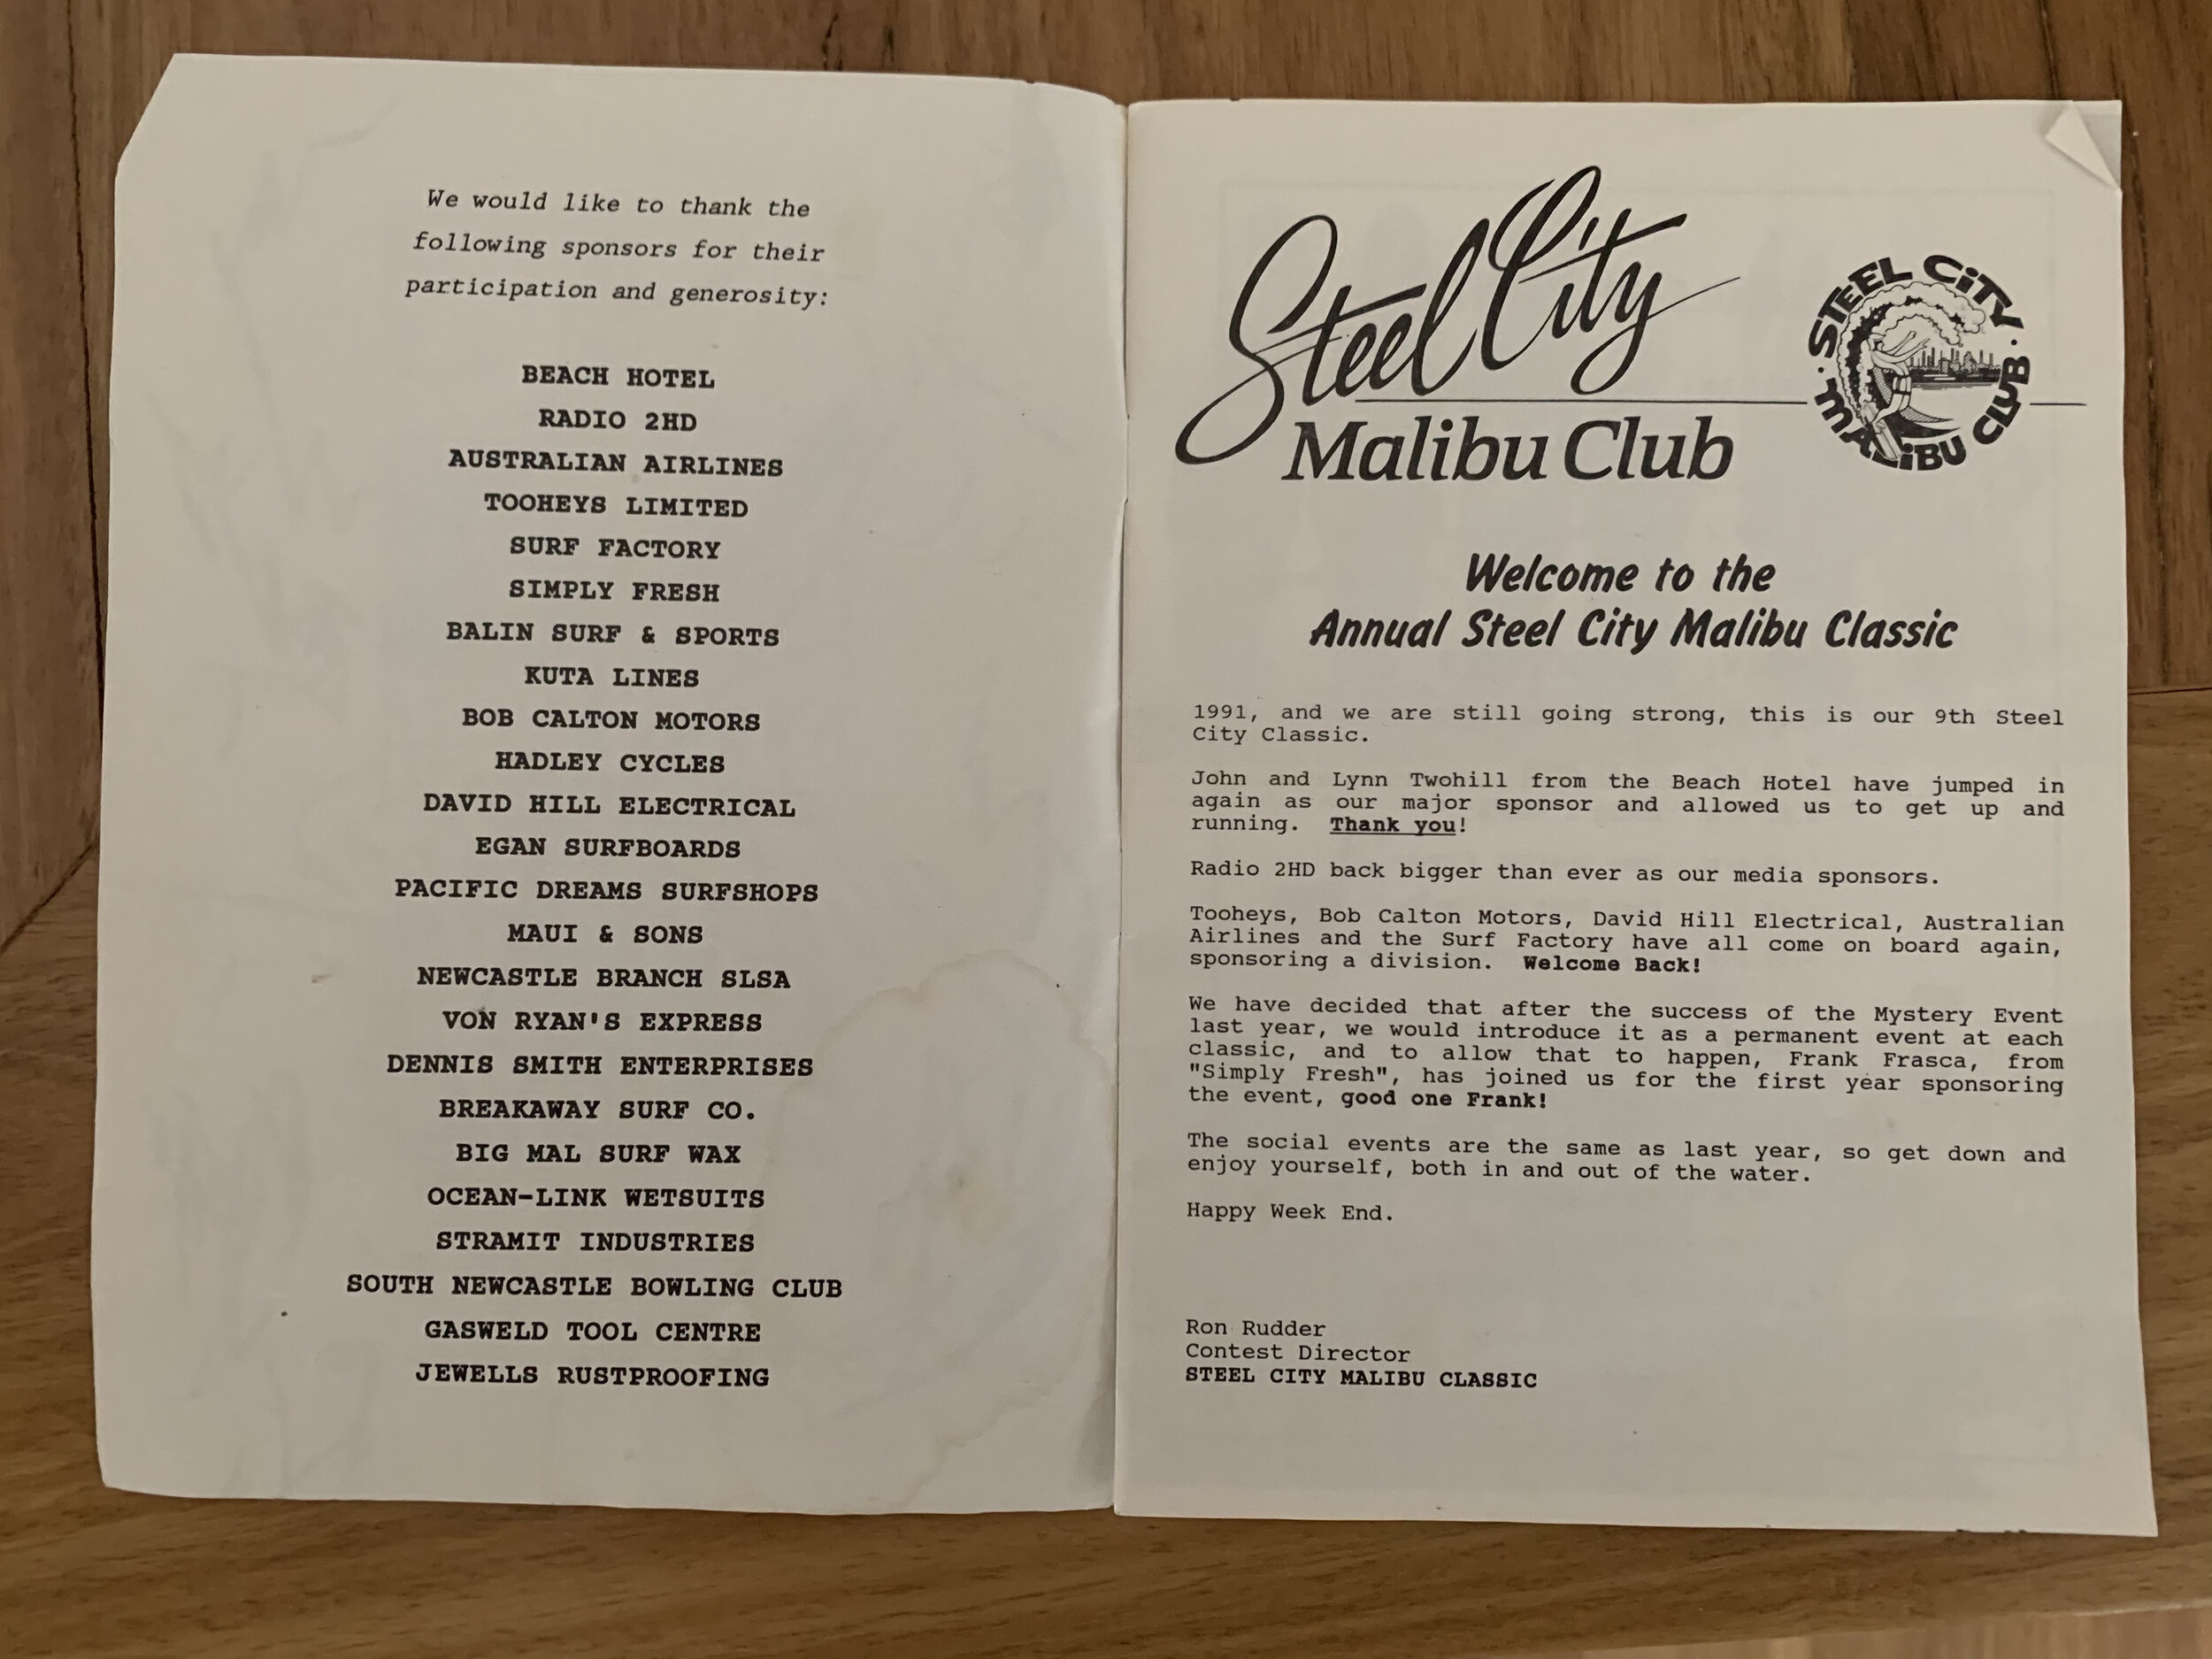 We would like to thank the
following sponsors for their
participation and generosity:
BEACH HOTEL
RADIO 2HD
AUSTRALIAN AIRLINES
TOOHEYS LIMITED
SURF FACTORY
SIMPLY FRESH
BALIN SURF & SPORTS
KUTA LINES
BOB CALTON MOTORS
HADLEY CYCLES
DAVID HILL ELECTRICAL
EGAN SURFBOARDS
PACIFIC DREAMS SURFSHOPS
MAUI & SONS
NEWCASTLE BRANCH SLSA
VON RYAN'S EXPRESS
DENNIS SMITH ENTERPRISES
BREAKAWAY SURF CO.
BIG MAL SURF WAX
OCEAN-LINK WETSUITS
STRAMIT INDUSTRIES
SOUTH NEWCASTLE BOWLING CLUB
GASWELD TOOL CENTRE
JEWELLS RUSTPROOFING
Steel City
Malibu Club
STEEL CiTY
· MALiBU CLUB ·
Welcome to the
Annual Steel City Malibu Classic
1991, and we are still going strong, this is our 9th Steel
City Classic.
John and Lynn Twohill from the Beach Hotel have jumped in
again as our major sponsor and allowed us to get up and
running. Thank you!
Radio 2HD back bigger than ever as our media sponsors.
Tooheys, Bob Calton Motors, David Hill Electrical, Australian
Airlines and the Surf Factory have all come on board again,
sponsoring a division. Welcome Back!
We have decided that after the success of the Mystery Event
last year, we would introduce it as a permanent event at each
classic, and to allow that to happen, Frank Frasca, from
"Simply Fresh", has joined us for the first year sponsoring
the event, good one Frank!
The social events are the same as last year, so get down and
enjoy yourself, both in and out of the water.
Happy Week End.
Ron Rudder
Contest Director
STEEL CITY MALIBU CLASSIC